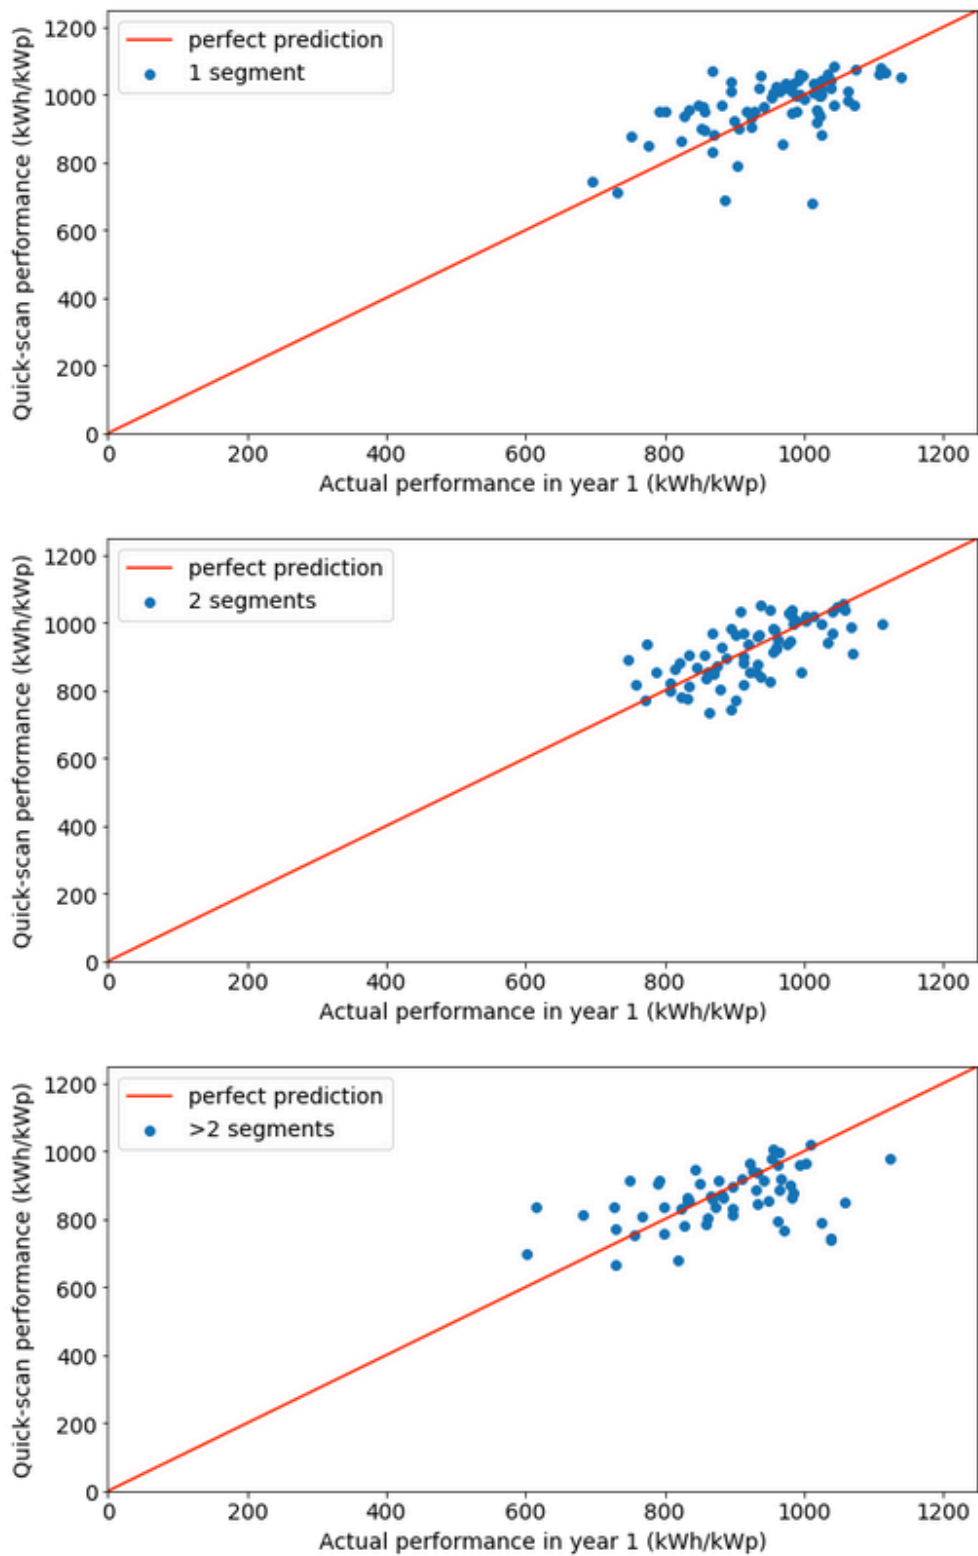 1200
1000
800
600
400
200
0
Quick-scan performance (kWh/kWp)
perfect prediction
1 segment
0 200 400 600 800 1000 1200
Actual performance in year 1 (kWh/kWp)
1200
1000
800
600
400
200
0
Quick-scan performance (kWh/kWp)
perfect prediction
2 segments
0 200 400 600 800 1000 1200
Actual performance in year 1 (kWh/kWp)
1200
1000
800
600
400
200
0
Quick-scan performance (kWh/kWp)
perfect prediction
>2 segments
0 200 400 600 800 1000 1200
Actual performance in year 1 (kWh/kWp)